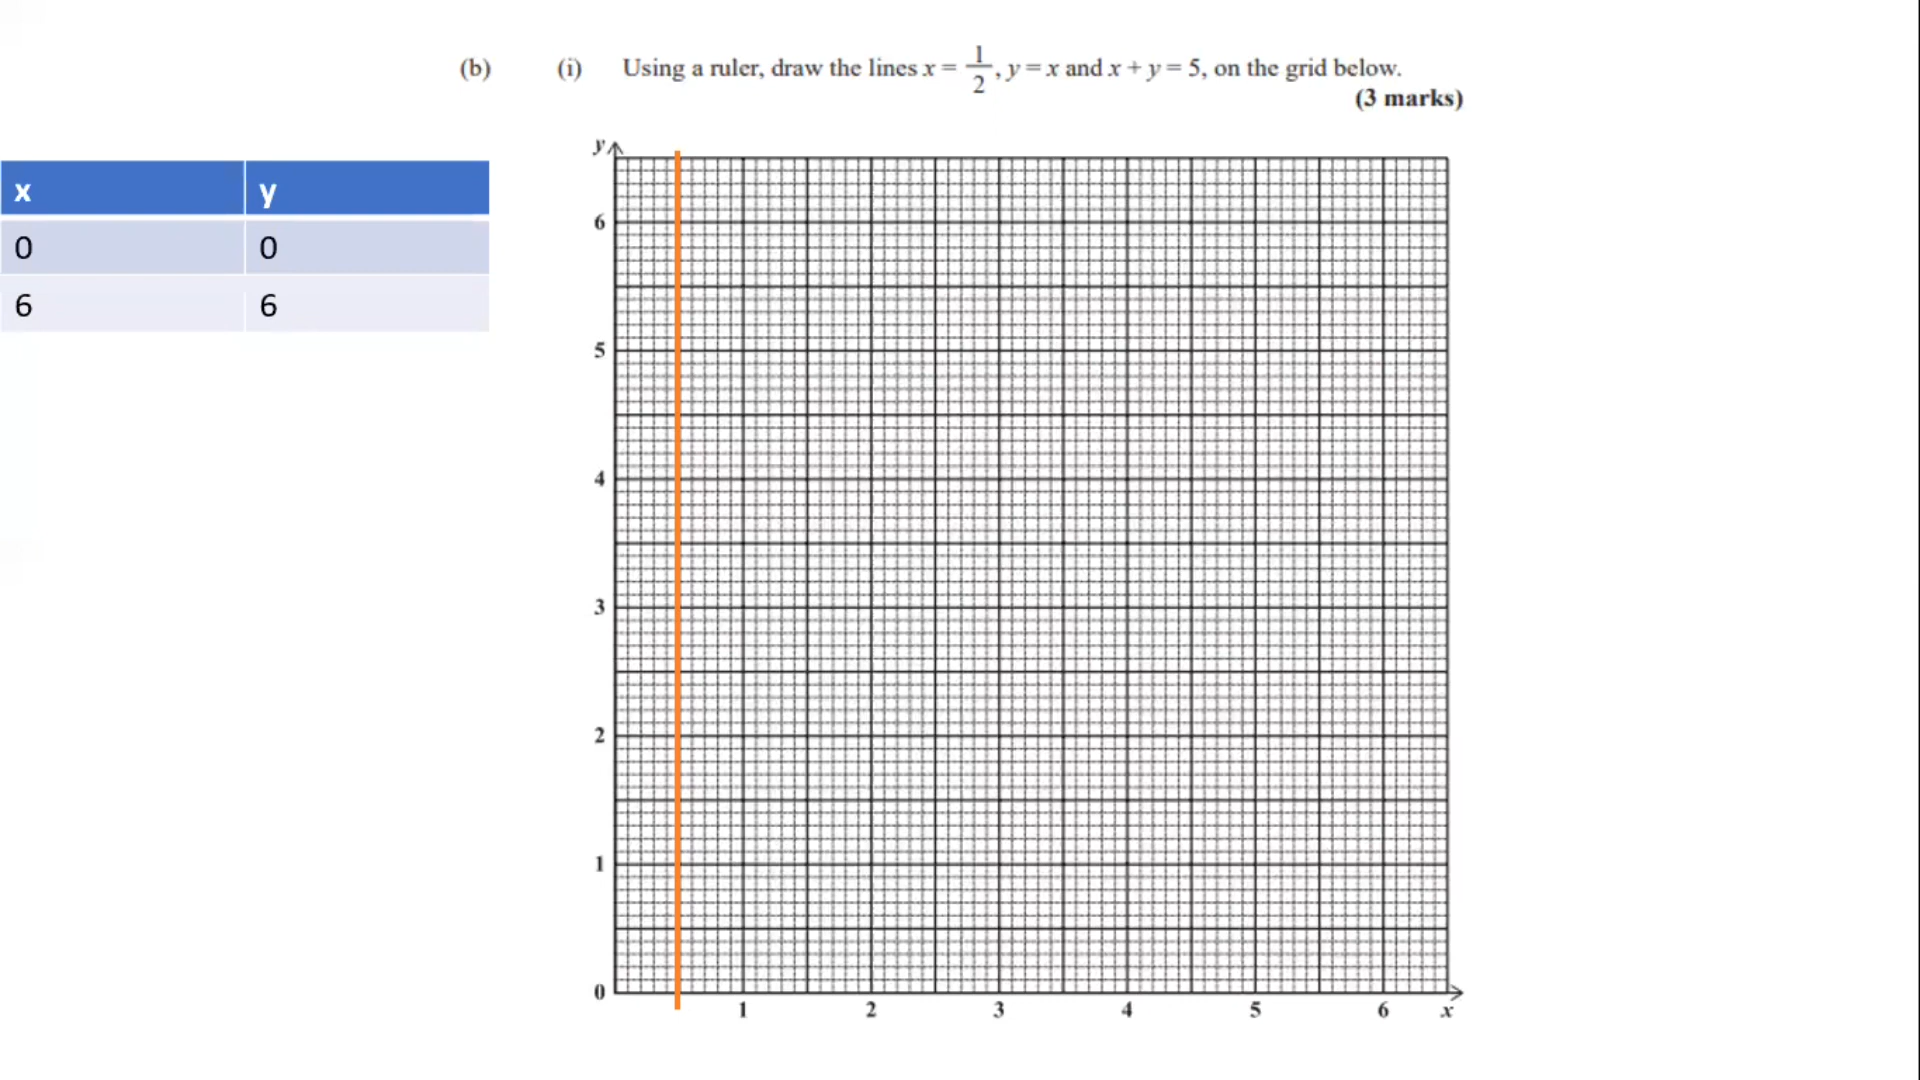 (b) (i) Using a ruler, draw the lines x = 1/2, y = x and x + y = 5, on the grid below.
(3 marks)
x y
0 0
6 6
y
6
5
4
3
2
1
0
1 2 3 4 5 6 x